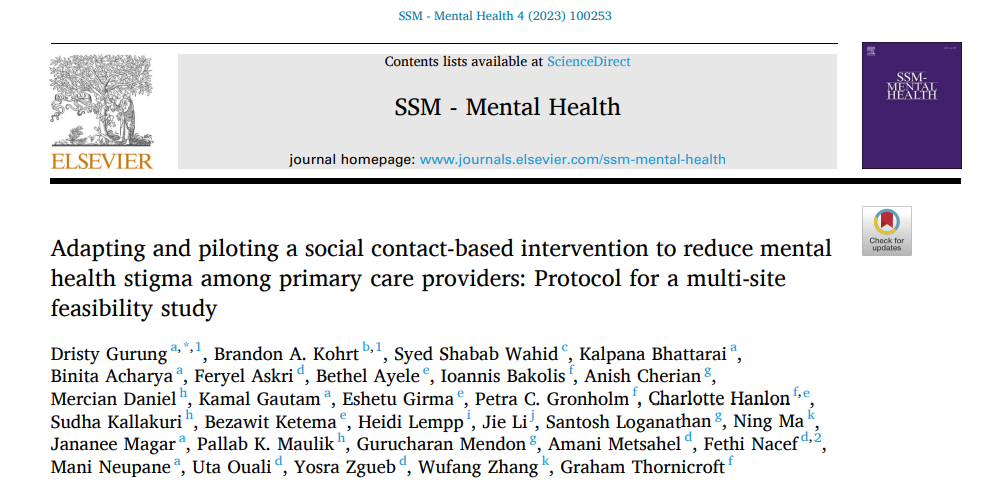 SSM - Mental Health 4 (2023) 100253
Contents lists available at ScienceDirect
SSM - Mental Health
journal homepage: www.journals.elsevier.com/ssm-mental-health
ELSEVIER
SSM-
MENTAL
HEALTH
Check for
updates
Adapting and piloting a social contact-based intervention to reduce mental
health stigma among primary care providers: Protocol for a multi-site
feasibility study
Dristy Gurung a,*,1, Brandon A. Kohrt b,1, Syed Shabab Wahid c, Kalpana Bhattarai a,
Binita Acharya a, Feryel Askri d, Bethel Ayele e, Ioannis Bakolis f, Anish Cherian g,
Mercian Daniel h, Kamal Gautam a, Eshetu Girma e, Petra C. Gronholm f, Charlotte Hanlon f,e,
Sudha Kallakuri h, Bezawit Ketema e, Heidi Lempp i, Jie Li j, Santosh Loganathan g, Ning Ma k,
Jananee Magar a, Pallab K. Maulik h, Gurucharan Mendon g, Amani Metsahel d, Fethi Nacef d,2,
Mani Neupane a, Uta Ouali d, Yosra Zgueb d, Wufang Zhang k, Graham Thornicroft f